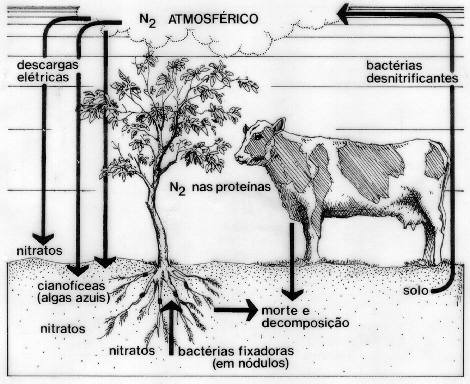 N2 ATMOSFÉRICO
descargas
elétricas
bactérias
desnitrificantes
N2 nas proteínas
nitratos
cianofíceas
(algas azuis)
solo
morte e
decomposição
nitratos
nitratos
bactérias fixadoras
(em nódulos)